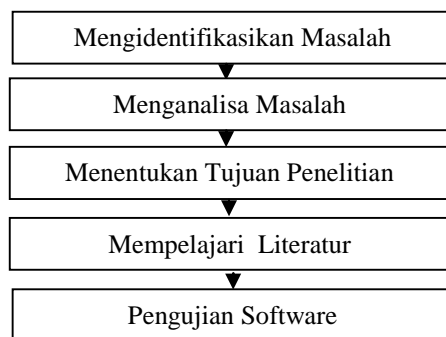 Mengidentifikasikan Masalah
Menganalisa Masalah
Menentukan Tujuan Penelitian
Mempelajari Literatur
Pengujian Software